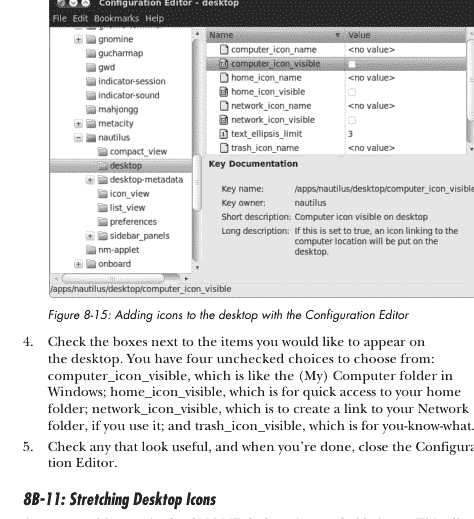 Configuration Editor - desktop
File Edit Bookmarks Help
gnome
gucharmap
gwd
indicator-session
indicator-sound
mahjongg
metacity
nautilus
compact_view
desktop
desktop-metadata
icon_view
list_view
preferences
sidebar_panels
nm-applet
onboard
Name Value
computer_icon_name <no value>
computer_icon_visible
home_icon_name <no value>
home_icon_visible
network_icon_name <no value>
network_icon_visible
text_ellipsis_limit 3
trash_icon_name <no value>
Key Documentation
Key name: /apps/nautilus/desktop/computer_icon_visible
Key owner: nautilus
Short description: Computer icon visible on desktop
Long description: If this is set to true, an icon linking to the
computer location will be put on the
desktop.
/apps/nautilus/desktop/computer_icon_visible
Figure 8-15: Adding icons to the desktop with the Configuration Editor
4. Check the boxes next to the items you would like to appear on
the desktop. You have four unchecked choices to choose from:
computer_icon_visible, which is like the (My) Computer folder in
Windows; home_icon_visible, which is for quick access to your home
folder; network_icon_visible, which is to create a link to your Network
folder, if you use it; and trash_icon_visible, which is for you-know-what.
5. Check any that look useful, and when you're done, close the Configura-
tion Editor.
8B-11: Stretching Desktop Icons